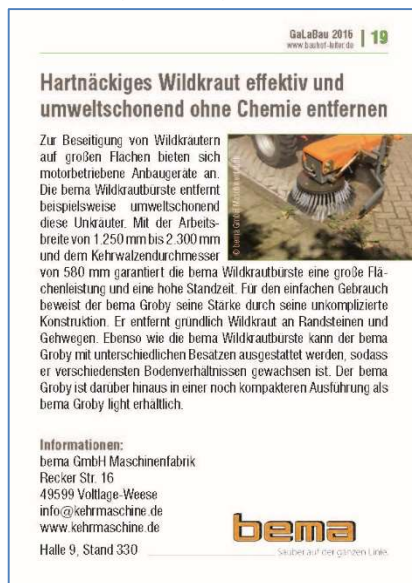 GaLaBau 2016 | 19
www.bauhof-leiter.de
Hartnäckiges Wildkraut effektiv und
umweltschonend ohne Chemie entfernen
Zur Beseitigung von Wildkräutern
auf großen Flächen bieten sich
motorbetriebene Anbaugeräte an.
Die bema Wildkrautbürste entfernt
beispielsweise umweltschonend
diese Unkräuter. Mit der Arbeits-
breite von 1.250 mm bis 2.300 mm
und dem Kehrwalzendurchmesser
von 580 mm garantiert die bema Wildkrautbürste eine große Flä-
chenleistung und eine hohe Standzeit. Für den einfachen Gebrauch
beweist der bema Groby seine Stärke durch seine unkomplizierte
Konstruktion. Er entfernt gründlich Wildkraut an Randsteinen und
Gehwegen. Ebenso wie die bema Wildkrautbürste kann der bema
Groby mit unterschiedlichen Besätzen ausgestattet werden, sodass
er verschiedensten Bodenverhältnissen gewachsen ist. Der bema
Groby ist darüber hinaus in einer noch kompakteren Ausführung als
bema Groby light erhältlich.
© bema GmbH Maschinenfabrik
Informationen:
bema GmbH Maschinenfabrik
Recker Str. 16
49599 Voltlage-Weese
info@kehrmaschine.de
www.kehrmaschine.de
Halle 9, Stand 330
bema
Sauber auf der ganzen Linie.